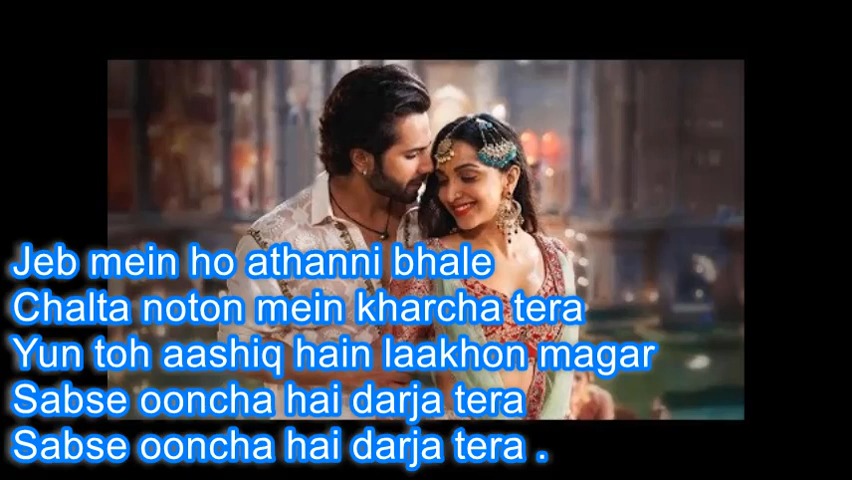 Jeb mein ho athanni bhale
Chalta noton mein kharcha tera
Yun toh aashiq hain laakhon magar
Sabse ooncha hai darja tera
Sabse ooncha hai darja tera .